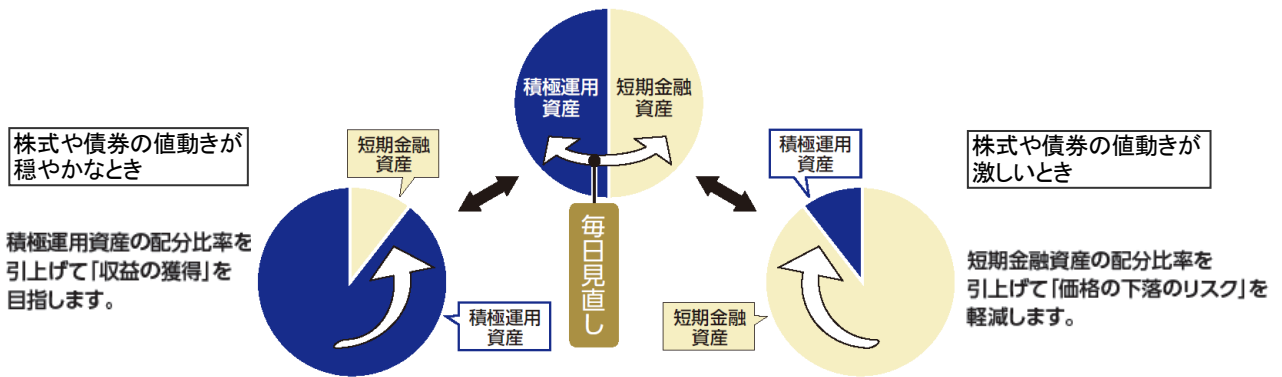 積極運用
資産
短期金融
資産
毎日見直し
株式や債券の値動きが
穏やかなとき
短期金融
資産
積極運用資産の配分比率を
引上げて「収益の獲得」を
目指します。
積極運用
資産
株式や債券の値動きが
激しいとき
積極運用
資産
短期金融資産の配分比率を
引上げて「価格の下落のリスク」を
軽減します。
短期金融
資産